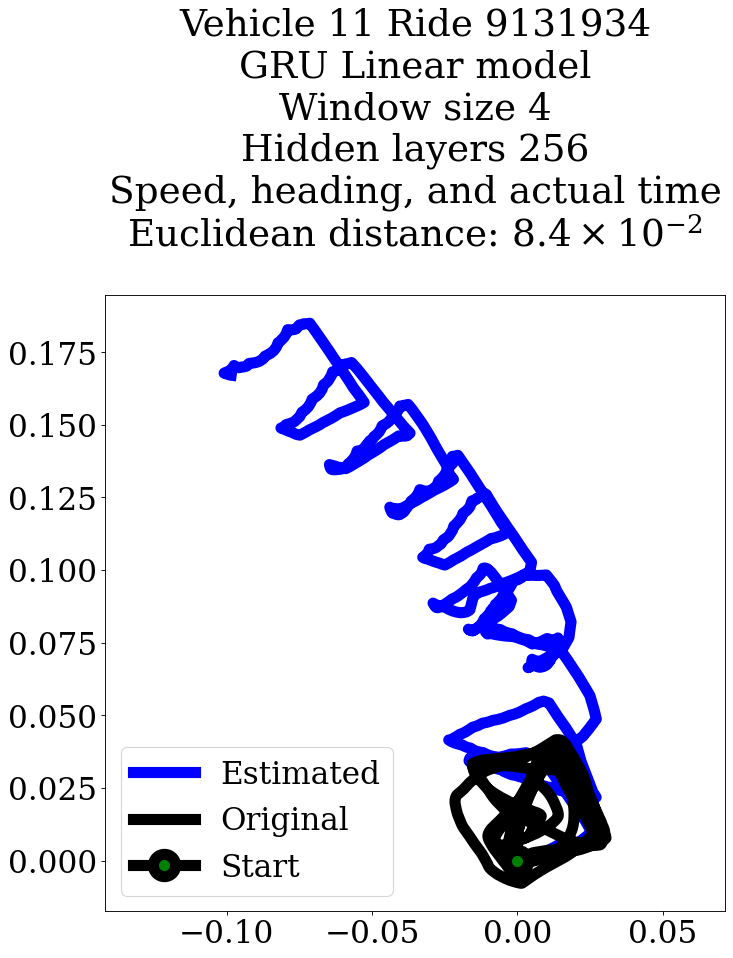 Vehicle 11 Ride 9131934
GRU Linear model
Window size 4
Hidden layers 256
Speed, heading, and actual time
Euclidean distance: 8.4 × 10⁻²
0.175
0.150
0.125
0.100
0.075
0.050
0.025
0.000
Estimated
Original
Start
−0.10 −0.05 0.00 0.05